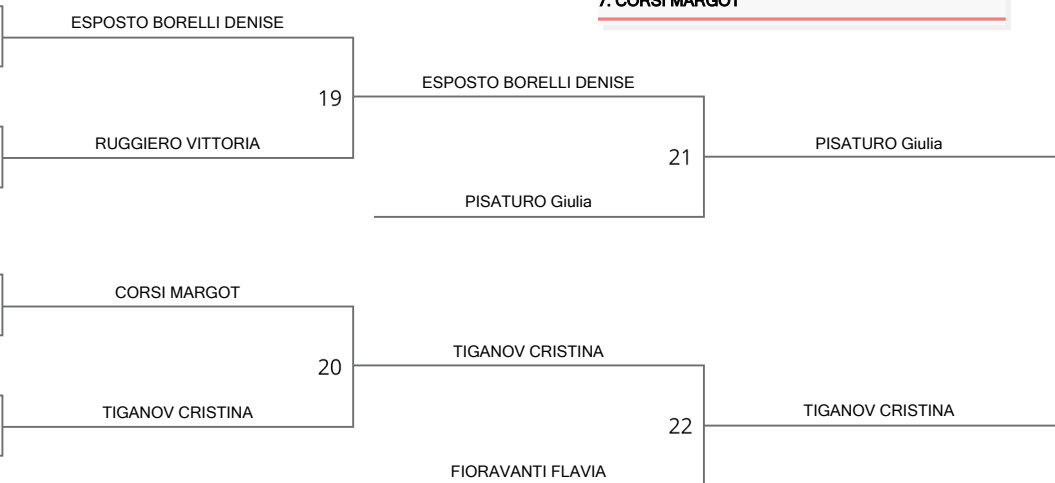 7. CORSI MARGOT
ESPOSTO BORELLI DENISE
19
ESPOSTO BORELLI DENISE
RUGGIERO VITTORIA
21
PISATURO Giulia
PISATURO Giulia
CORSI MARGOT
20
TIGANOV CRISTINA
TIGANOV CRISTINA
22
TIGANOV CRISTINA
FIORAVANTI FLAVIA